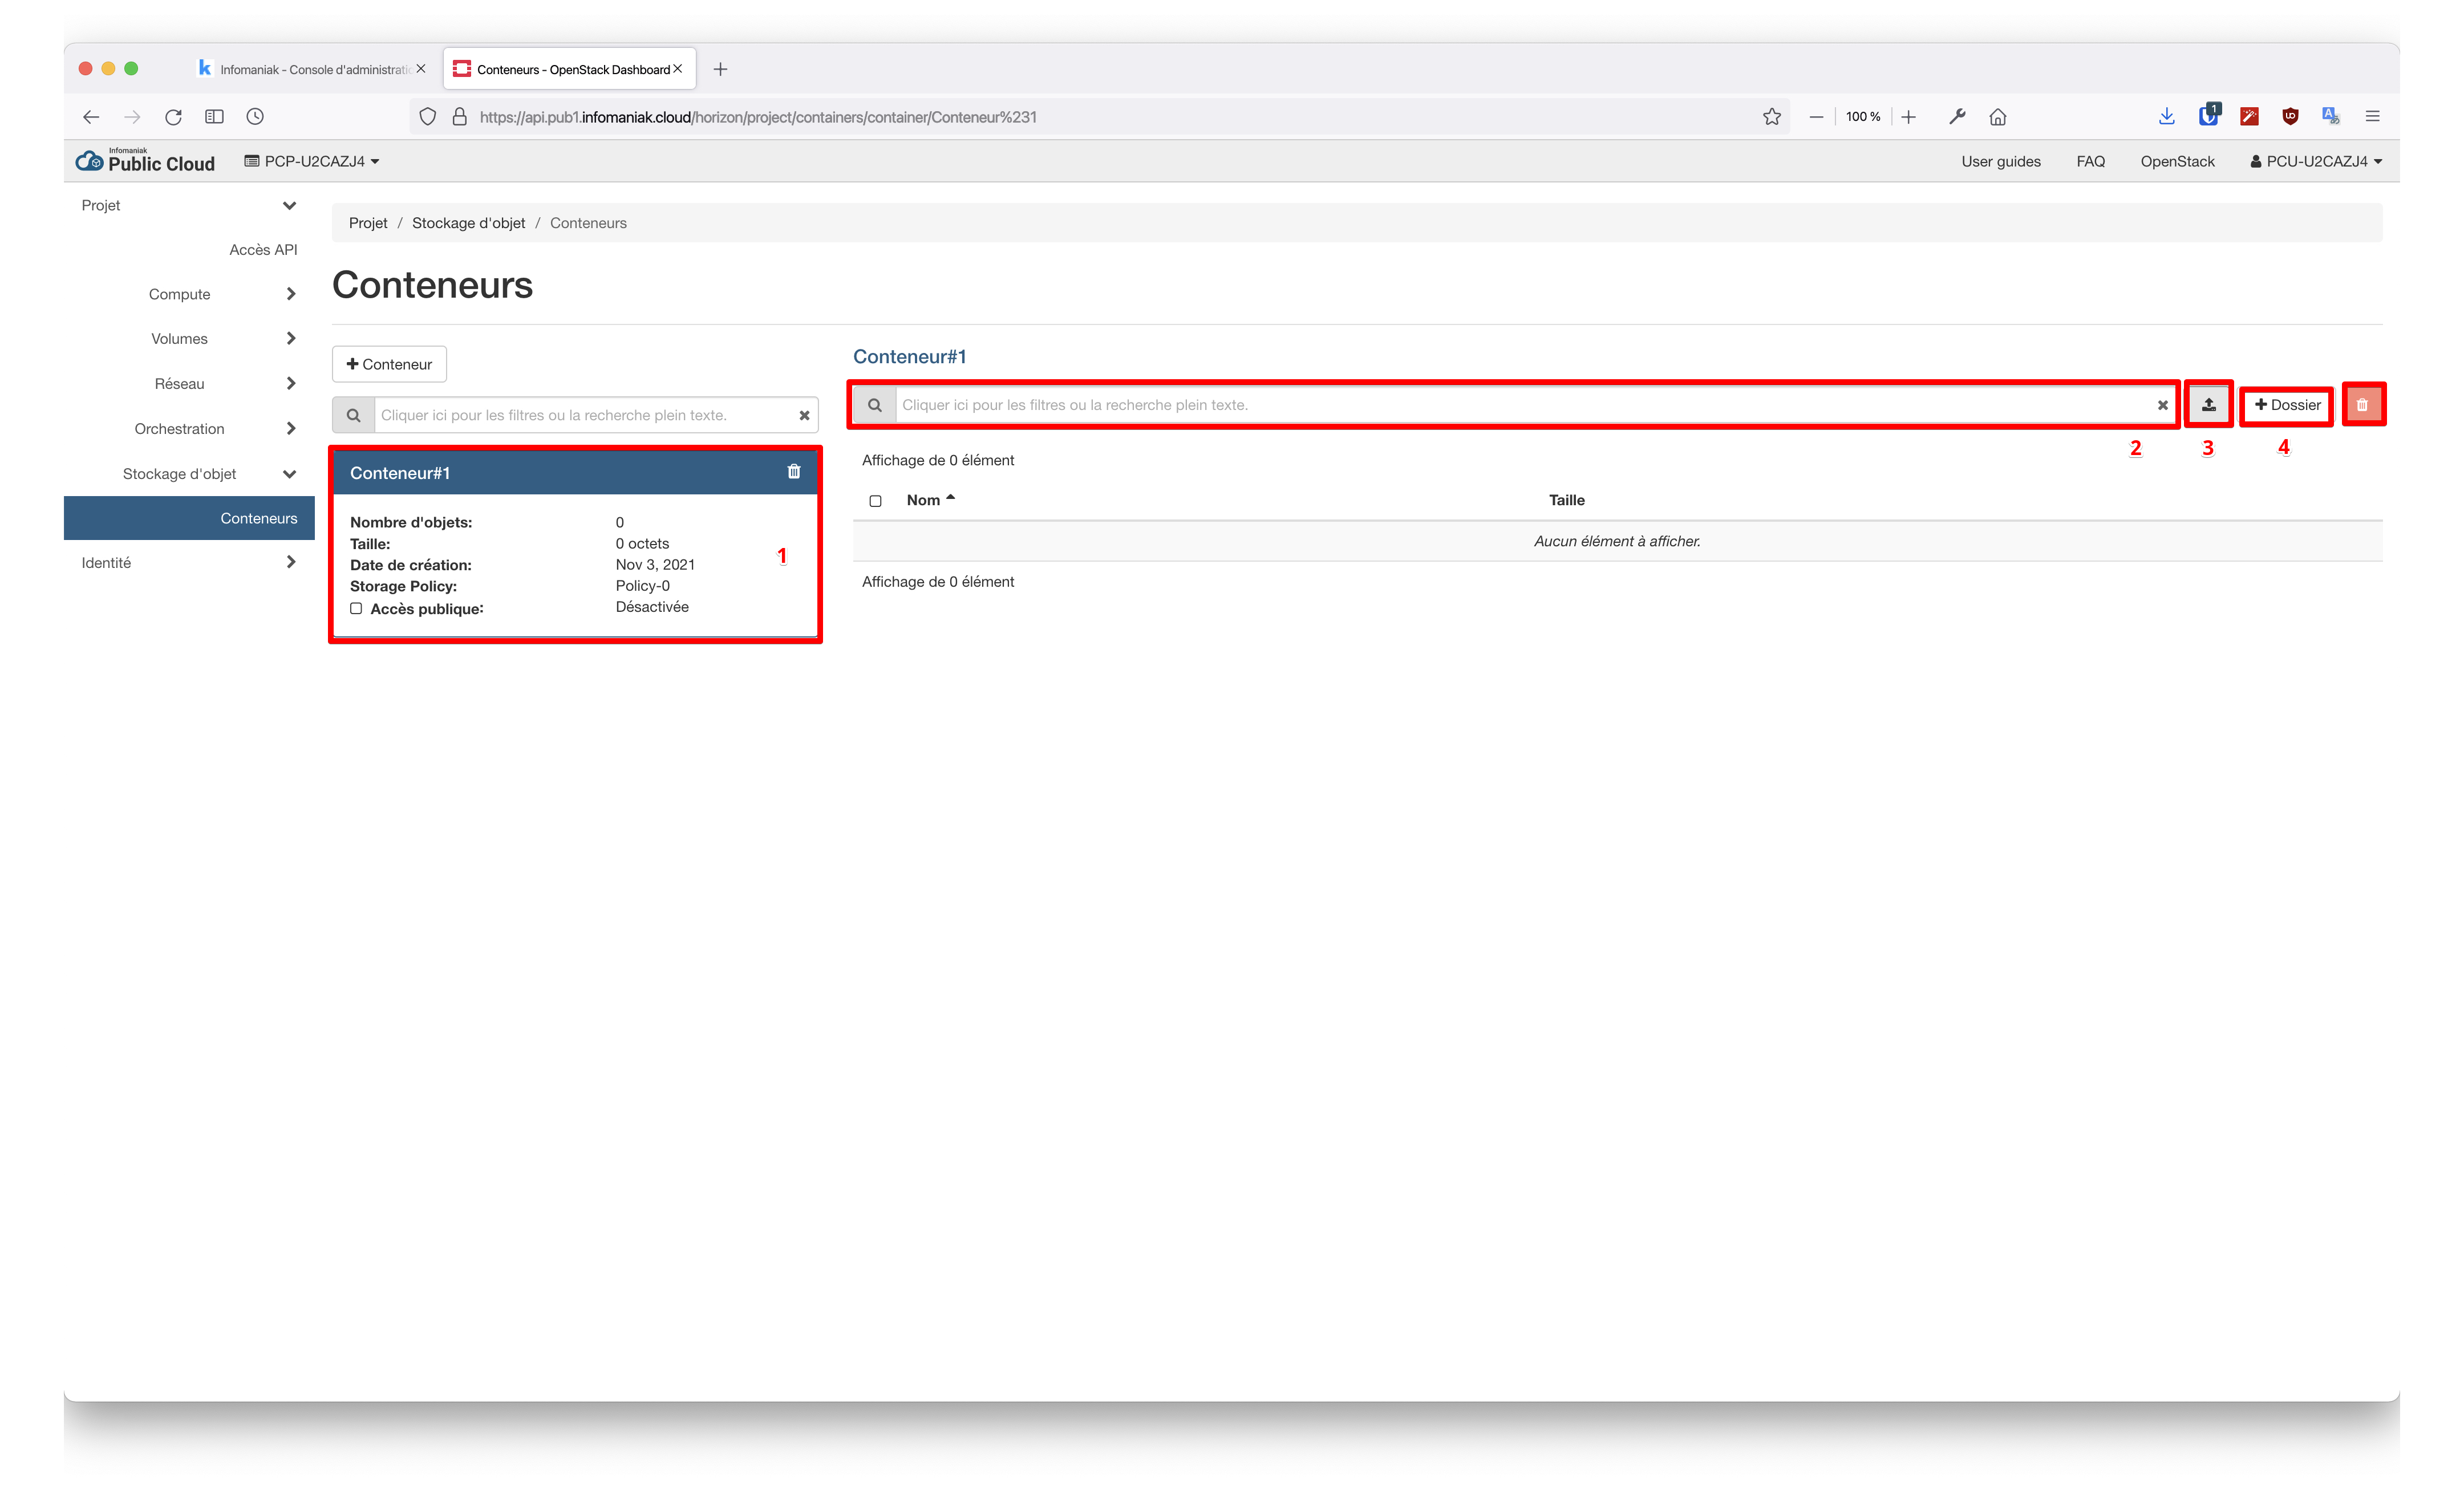 Infomaniak - Console d'administratic
Conteneurs - OpenStack Dashboard
https://api.pub1.infomaniak.cloud/horizon/project/containers/container/Conteneur%231
100 %
1
Infomaniak
Public Cloud
PCP-U2CAZJ4
User guides
FAQ
OpenStack
PCU-U2CAZJ4
Projet
Accès API
Compute
Volumes
Réseau
Orchestration
Stockage d'objet
Conteneurs
Identité
Projet / Stockage d'objet / Conteneurs
Conteneurs
Conteneur
Cliquer ici pour les filtres ou la recherche plein texte.
Conteneur#1
Nombre d'objets: 0
Taille: 0 octets
Date de création: Nov 3, 2021
Storage Policy: Policy-0
Accès publique: Désactivée
1
Conteneur#1
Cliquer ici pour les filtres ou la recherche plein texte.
Dossier
2 3 4
Affichage de 0 élément
Nom Taille
Aucun élément à afficher.
Affichage de 0 élément